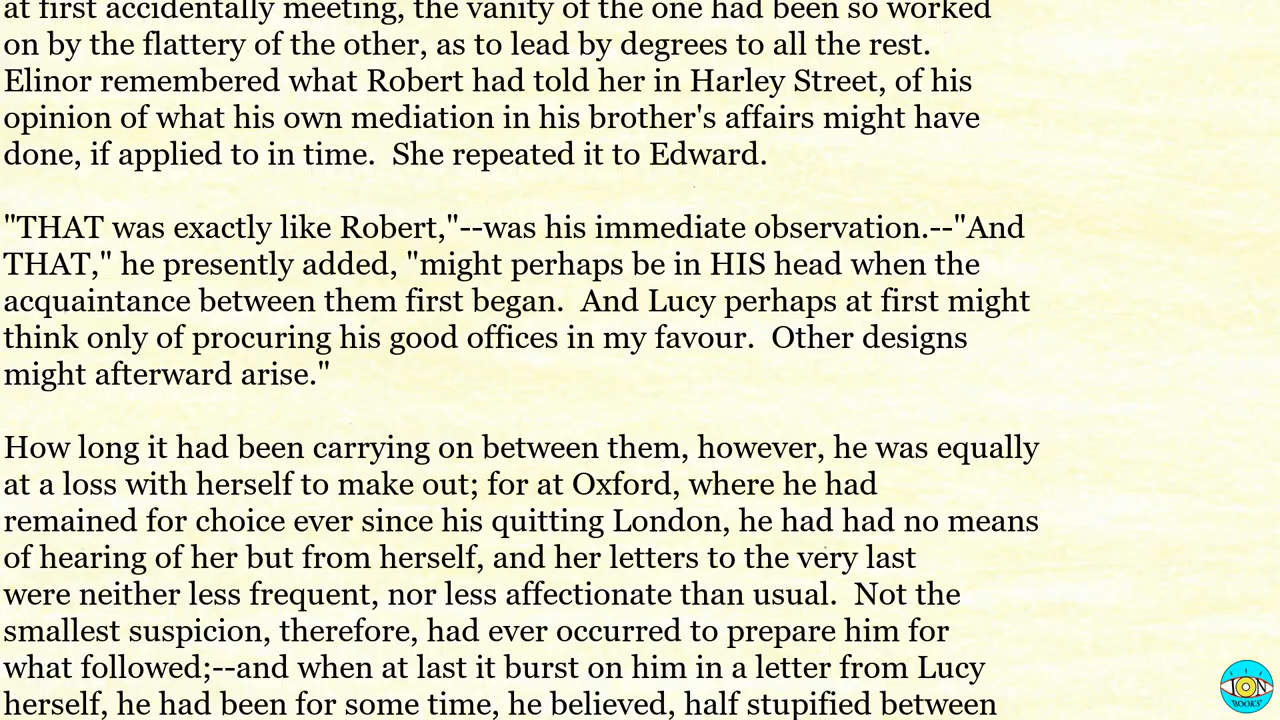 at first accidentally meeting, the vanity of the one had been so worked
on by the flattery of the other, as to lead by degrees to all the rest.
Elinor remembered what Robert had told her in Harley Street, of his
opinion of what his own mediation in his brother's affairs might have
done, if applied to in time.  She repeated it to Edward.

"THAT was exactly like Robert,"--was his immediate observation.--"And
THAT," he presently added, "might perhaps be in HIS head when the
acquaintance between them first began.  And Lucy perhaps at first might
think only of procuring his good offices in my favour.  Other designs
might afterward arise."

How long it had been carrying on between them, however, he was equally
at a loss with herself to make out; for at Oxford, where he had
remained for choice ever since his quitting London, he had had no means
of hearing of her but from herself, and her letters to the very last
were neither less frequent, nor less affectionate than usual.  Not the
smallest suspicion, therefore, had ever occurred to prepare him for
what followed;--and when at last it burst on him in a letter from Lucy
herself, he had been for some time, he believed, half stupified between
ION
BOOKS